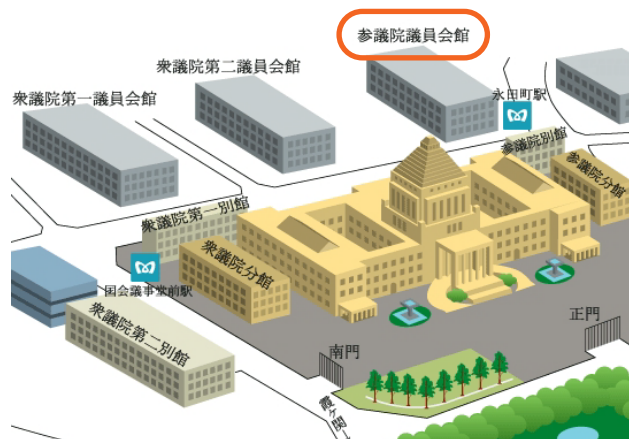 参議院議員会館
衆議院第二議員会館
衆議院第一議員会館
永田町駅
参議院別館
参議院分館
衆議院第一別館
衆議院分館
国会議事堂前駅
衆議院第二別館
正門
南門
霞ヶ関